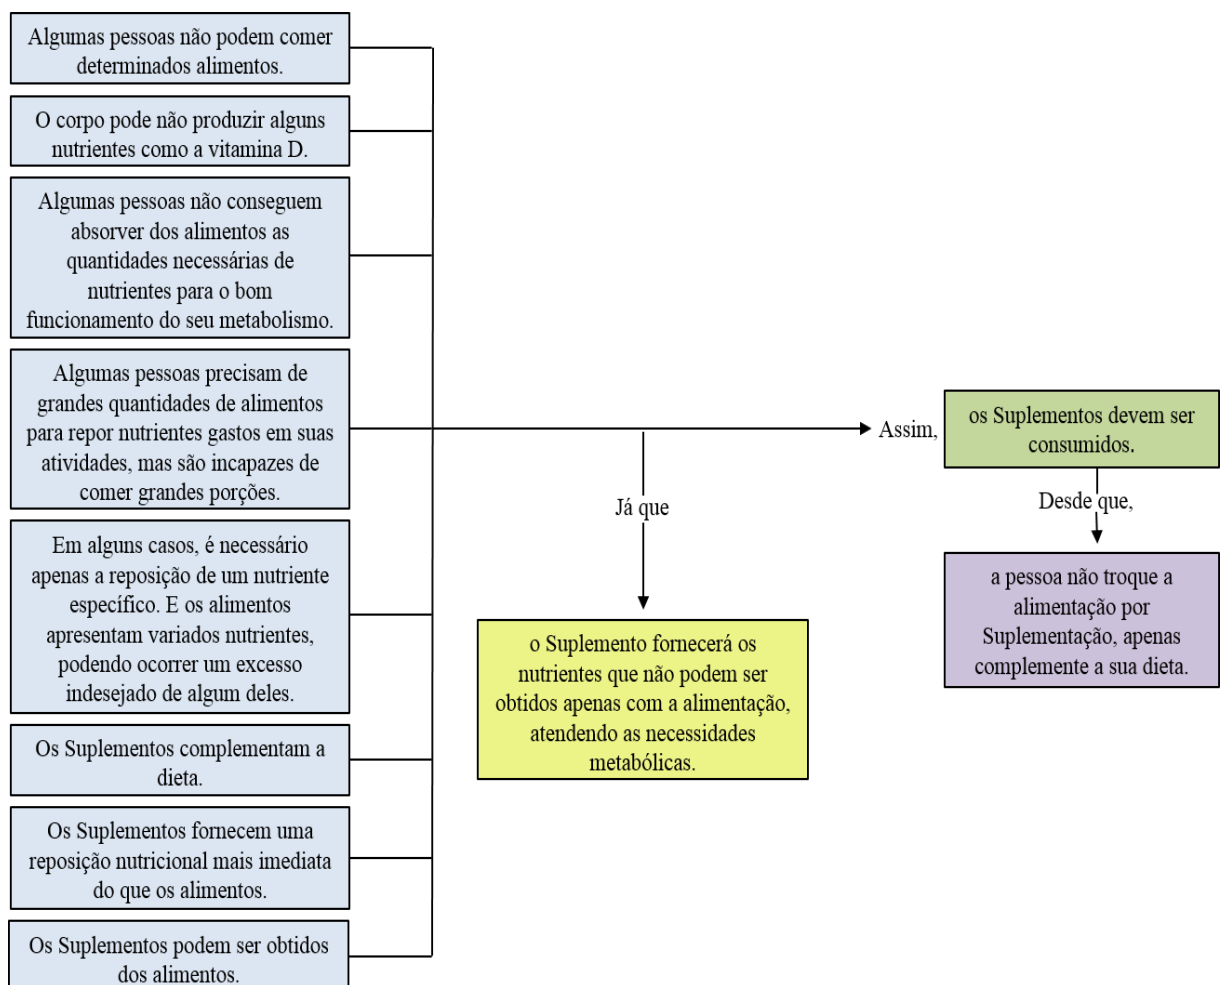 Algumas pessoas não podem comer
determinados alimentos.
O corpo pode não produzir alguns
nutrientes como a vitamina D.
Algumas pessoas não conseguem
absorver dos alimentos as
quantidades necessárias de
nutrientes para o bom
funcionamento do seu metabolismo.
Algumas pessoas precisam de
grandes quantidades de alimentos
para repor nutrientes gastos em suas
atividades, mas são incapazes de
comer grandes porções.
Em alguns casos, é necessário
apenas a reposição de um nutriente
específico. E os alimentos
apresentam variados nutrientes,
podendo ocorrer um excesso
indesejado de algum deles.
Os Suplementos complementam a
dieta.
Os Suplementos fornecem uma
reposição nutricional mais imediata
do que os alimentos.
Os Suplementos podem ser obtidos
dos alimentos.
Já que
o Suplemento fornecerá os
nutrientes que não podem ser
obtidos apenas com a alimentação,
atendendo as necessidades
metabólicas.
Assim,
os Suplementos devem ser
consumidos.
Desde que,
a pessoa não troque a
alimentação por
Suplementação, apenas
complemente a sua dieta.